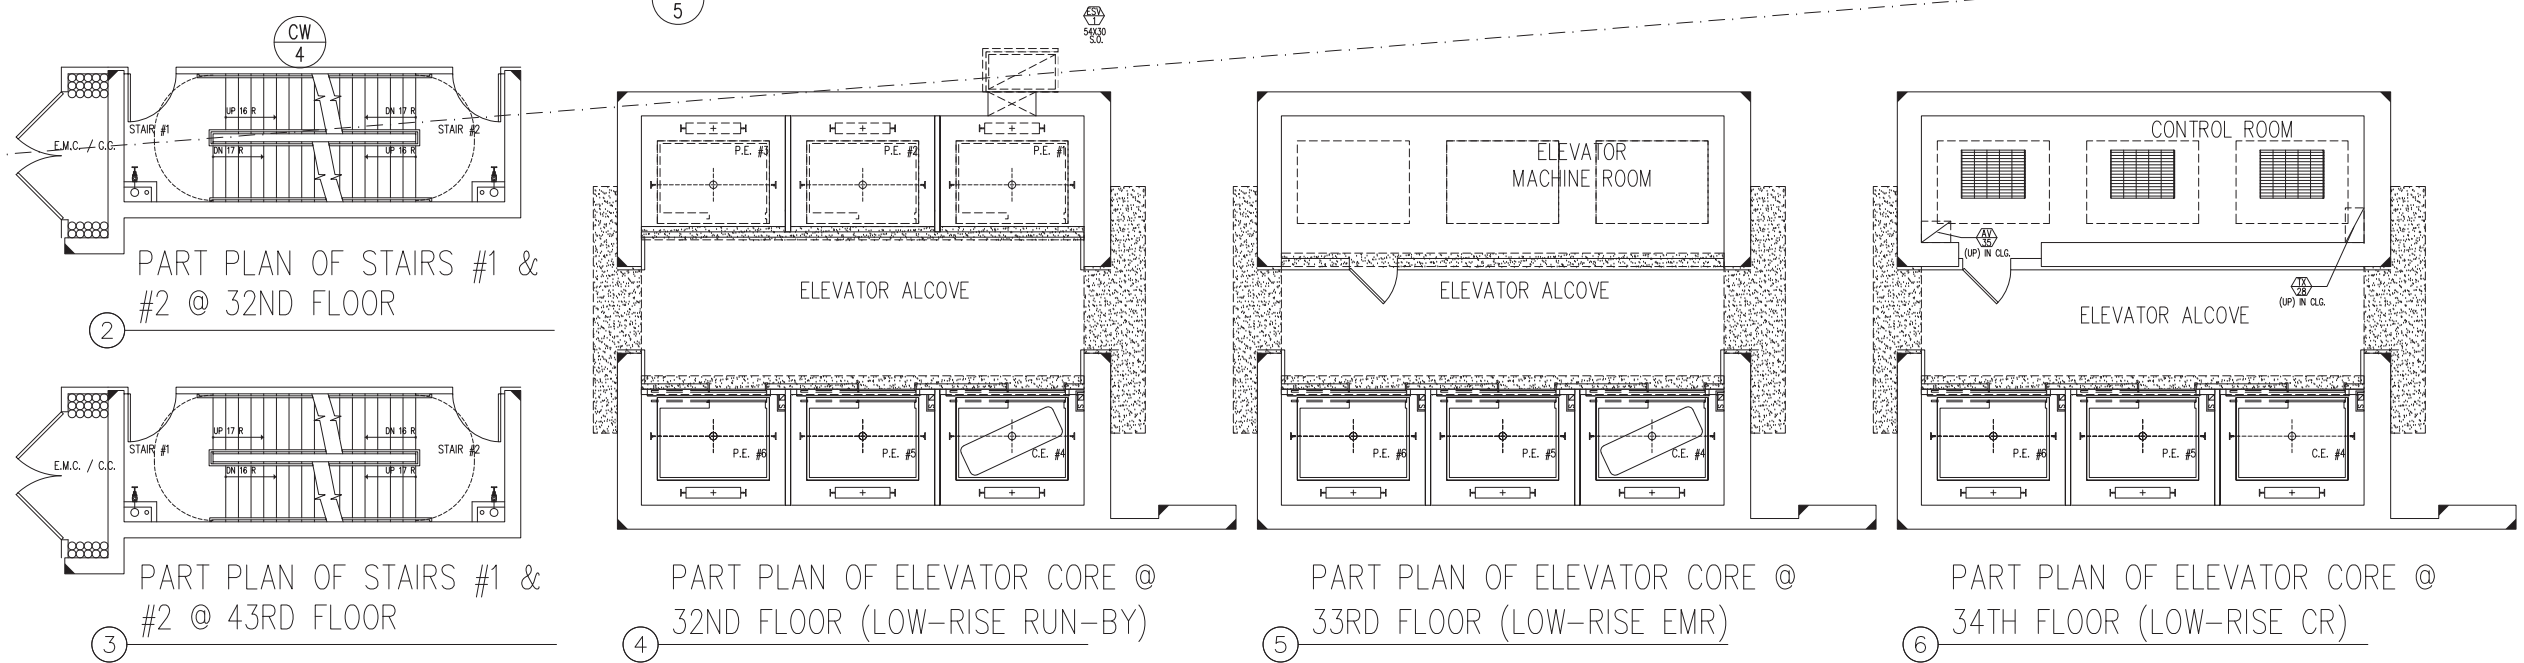 5
ESV
1
54X30
S.O.
CW
4
UP 16 R
DN 17 R
STAIR #1
STAIR #2
E.M.C. / C.C.
DN 17 R
UP 16 R
PART PLAN OF STAIRS #1 &
#2 @ 32ND FLOOR
2
UP 17 R
DN 16 R
STAIR #1
STAIR #2
E.M.C. / C.C.
DN 16 R
UP 17 R
PART PLAN OF STAIRS #1 &
#2 @ 43RD FLOOR
3
P.E. #3
P.E. #2
P.E. #1
ELEVATOR ALCOVE
P.E. #6
P.E. #5
C.E. #4
PART PLAN OF ELEVATOR CORE @
32ND FLOOR (LOW-RISE RUN-BY)
4
ELEVATOR
MACHINE ROOM
ELEVATOR ALCOVE
P.E. #6
P.E. #5
C.E. #4
PART PLAN OF ELEVATOR CORE @
33RD FLOOR (LOW-RISE EMR)
5
CONTROL ROOM
AV
35
(UP) IN CLG.
TX
28
(UP) IN CLG.
ELEVATOR ALCOVE
P.E. #6
P.E. #5
C.E. #4
PART PLAN OF ELEVATOR CORE @
34TH FLOOR (LOW-RISE CR)
6